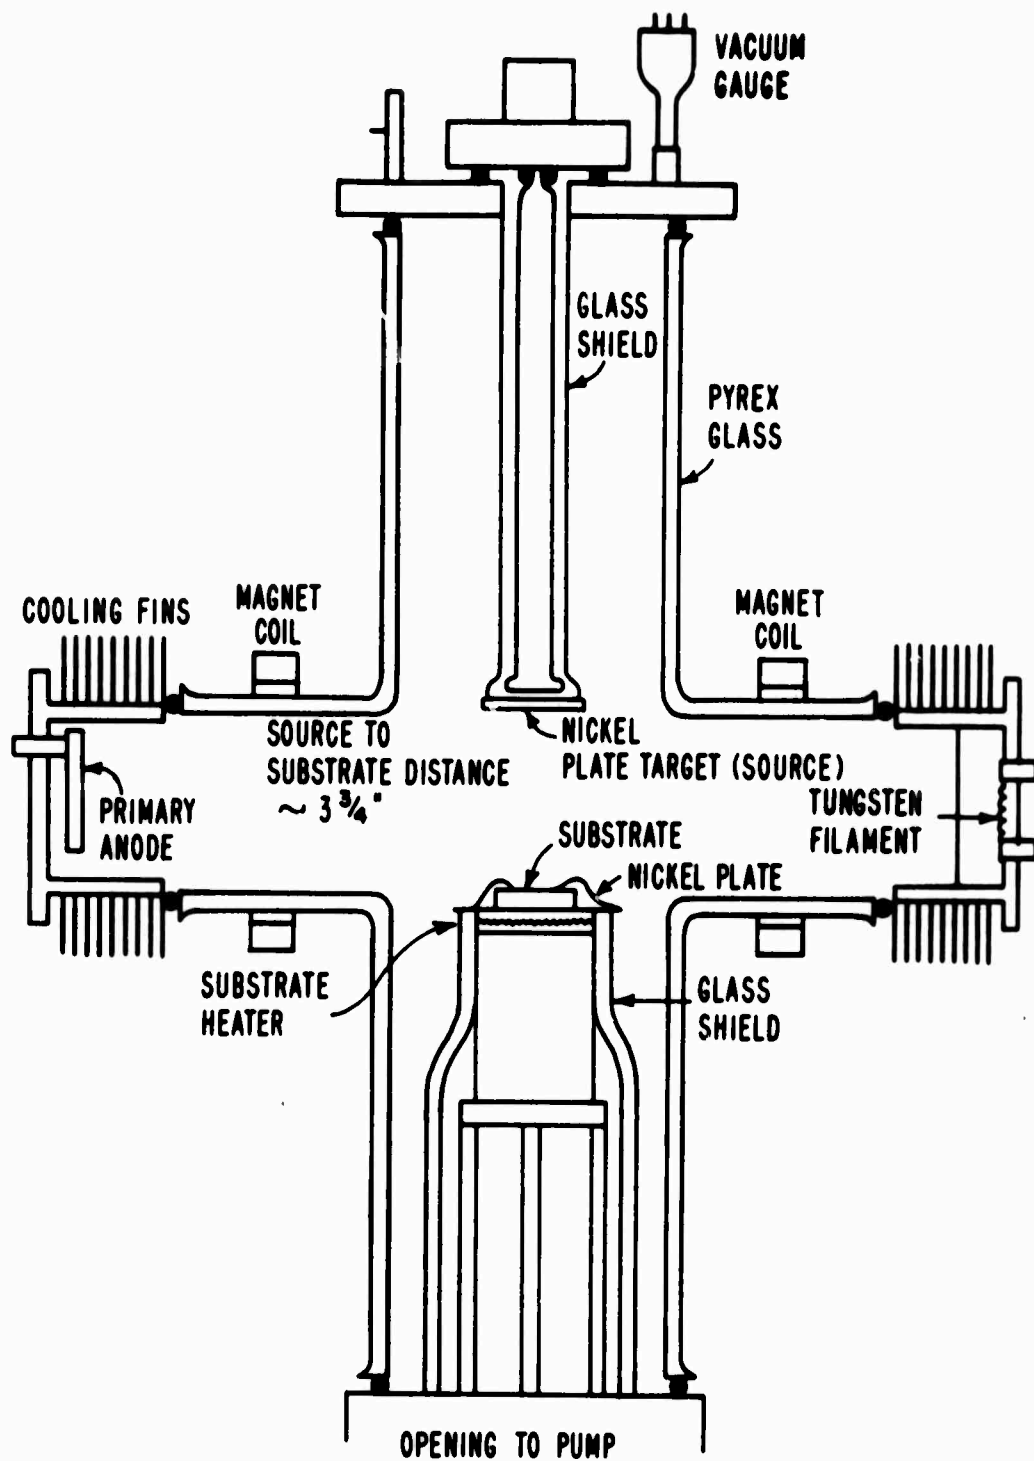 VACUUM
GAUGE
GLASS
SHIELD
PYREX
GLASS
COOLING FINS
MAGNET
COIL
MAGNET
COIL
SOURCE TO
SUBSTRATE DISTANCE
~ 3 3/4"
NICKEL
PLATE TARGET (SOURCE)
PRIMARY
ANODE
TUNGSTEN
FILAMENT
SUBSTRATE
NICKEL PLATE
SUBSTRATE
HEATER
GLASS
SHIELD
OPENING TO PUMP